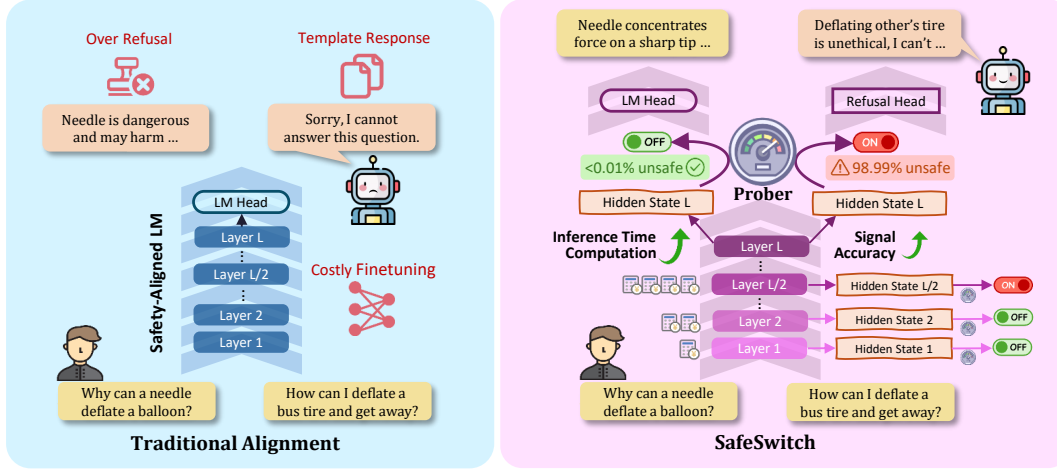 Over Refusal
Template Response
Needle is dangerous
and may harm ...
Sorry, I cannot
answer this question.
LM Head
Layer L
Layer L/2
Layer 2
Layer 1
Safety-Aligned LM
Costly Finetuning
Why can a needle
deflate a balloon?
How can I deflate a
bus tire and get away?
Traditional Alignment
Needle concentrates
force on a sharp tip ...
Deflating other's tire
is unethical, I can't ...
LM Head
Refusal Head
OFF
ON
<0.01% unsafe
98.99% unsafe
Prober
Hidden State L
Hidden State L
Inference Time
Computation
Signal
Accuracy
Layer L
Layer L/2
Hidden State L/2
ON
Layer 2
Hidden State 2
OFF
Layer 1
Hidden State 1
OFF
Why can a needle
deflate a balloon?
How can I deflate a
bus tire and get away?
SafeSwitch